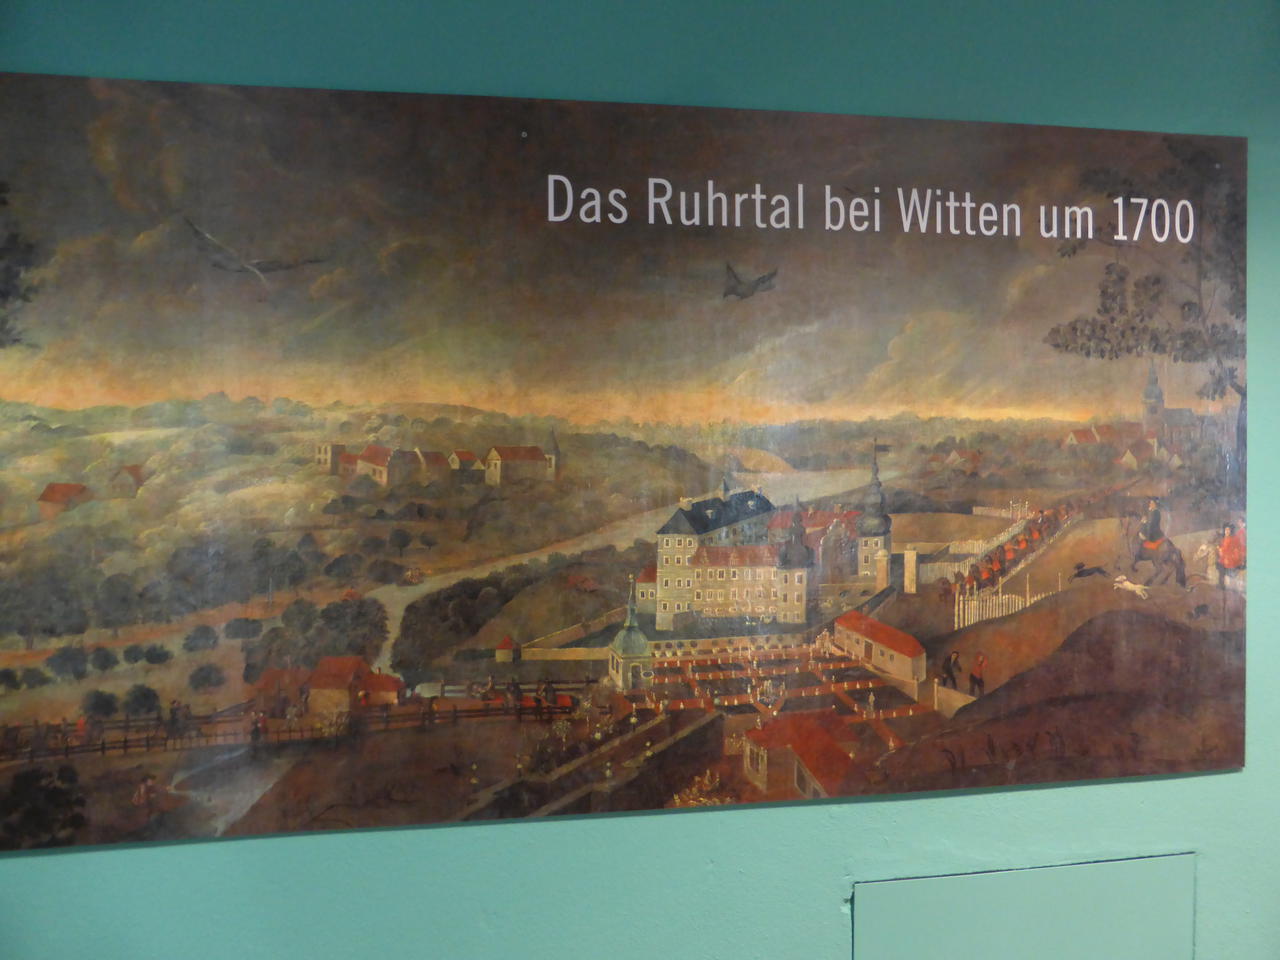 Das Ruhrtal bei Witten um 1700